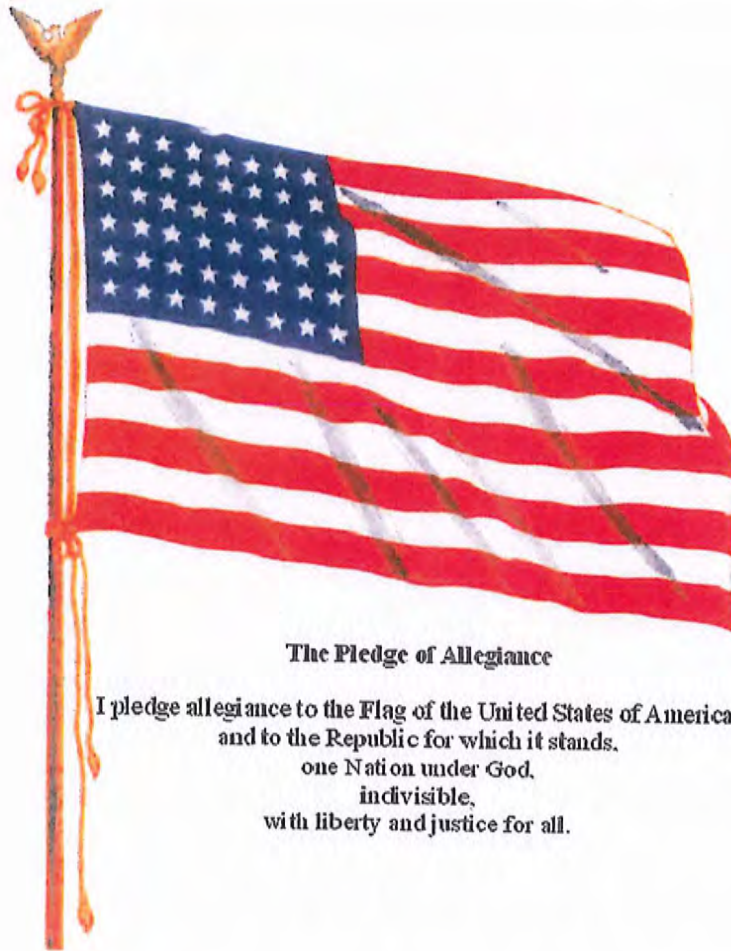 The Pledge of Allegiance
I pledge allegiance to the Flag of the United States of America
and to the Republic for which it stands.
one Nation under God,
indivisible,
with liberty and justice for all.